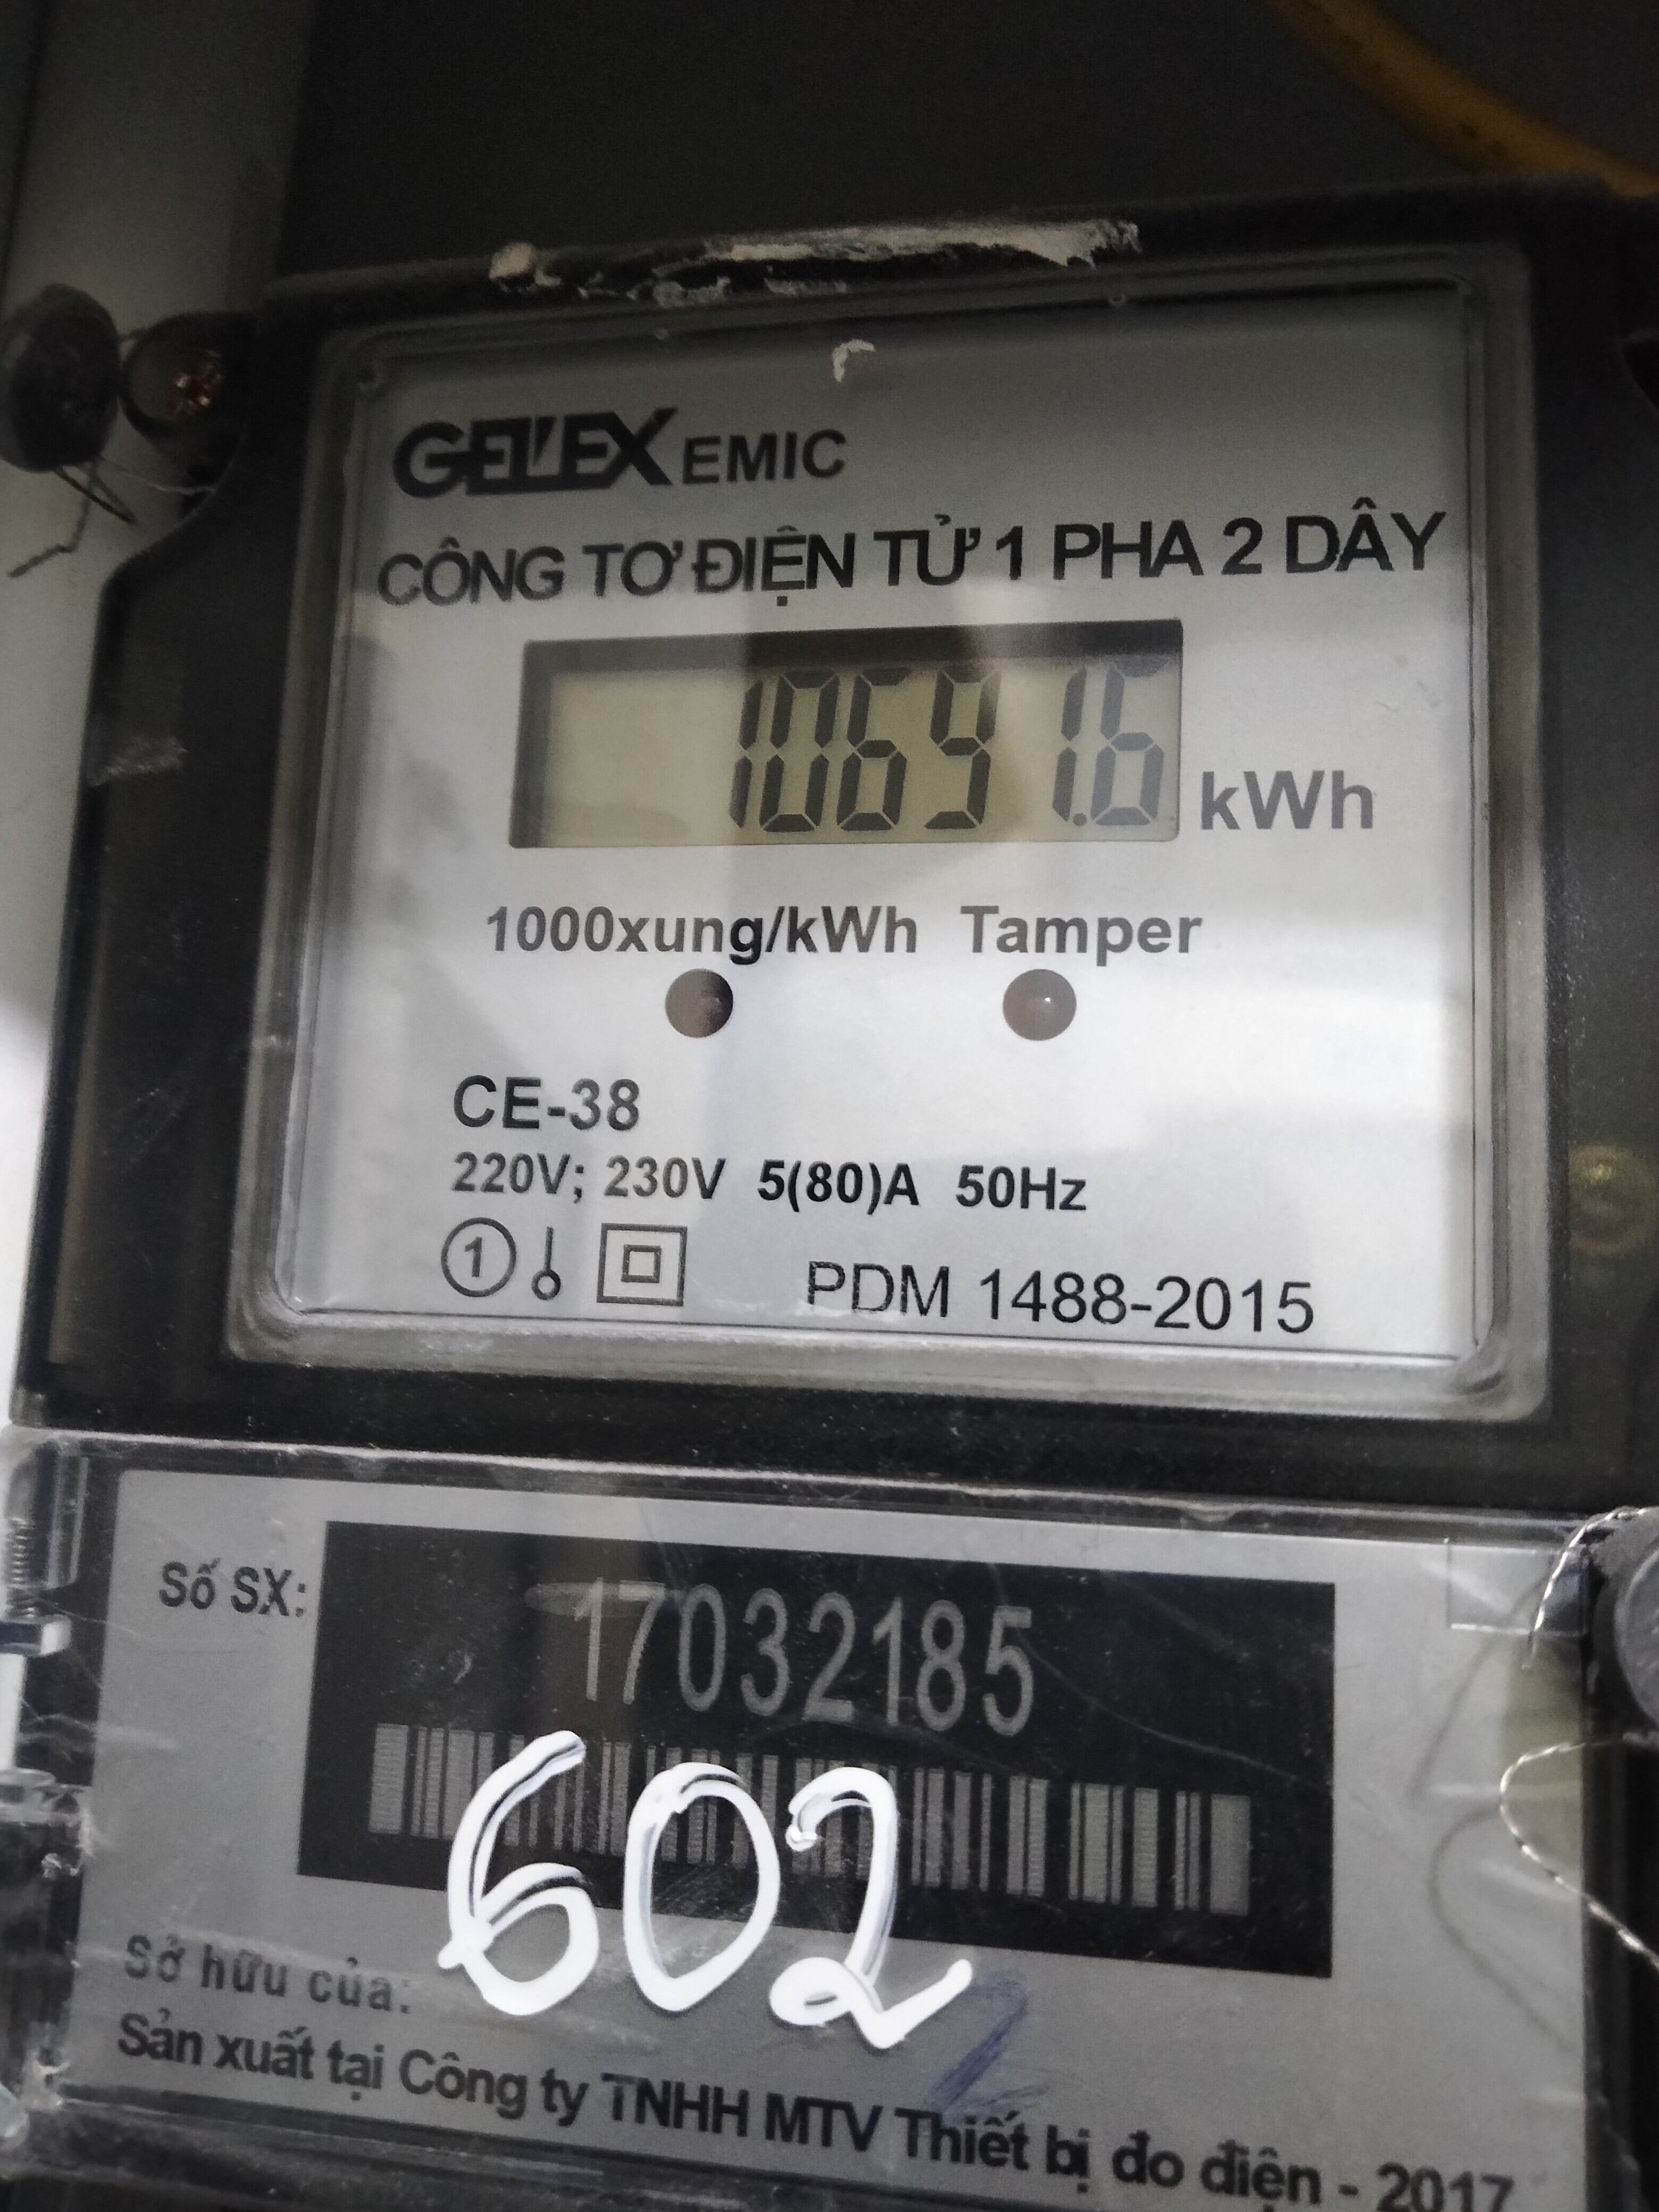 GELEX EMIC
CÔNG TƠ ĐIỆN TỬ 1 PHA 2 DÂY
10691.6 kWh
1000xung/kWh Tamper
CE-38
220V; 230V 5(80)A 50Hz
1 PDM 1488-2015
Số SX: 17032185
602
Sở hữu của:
Sản xuất tại Công ty TNHH MTV Thiết bị đo điện - 2017